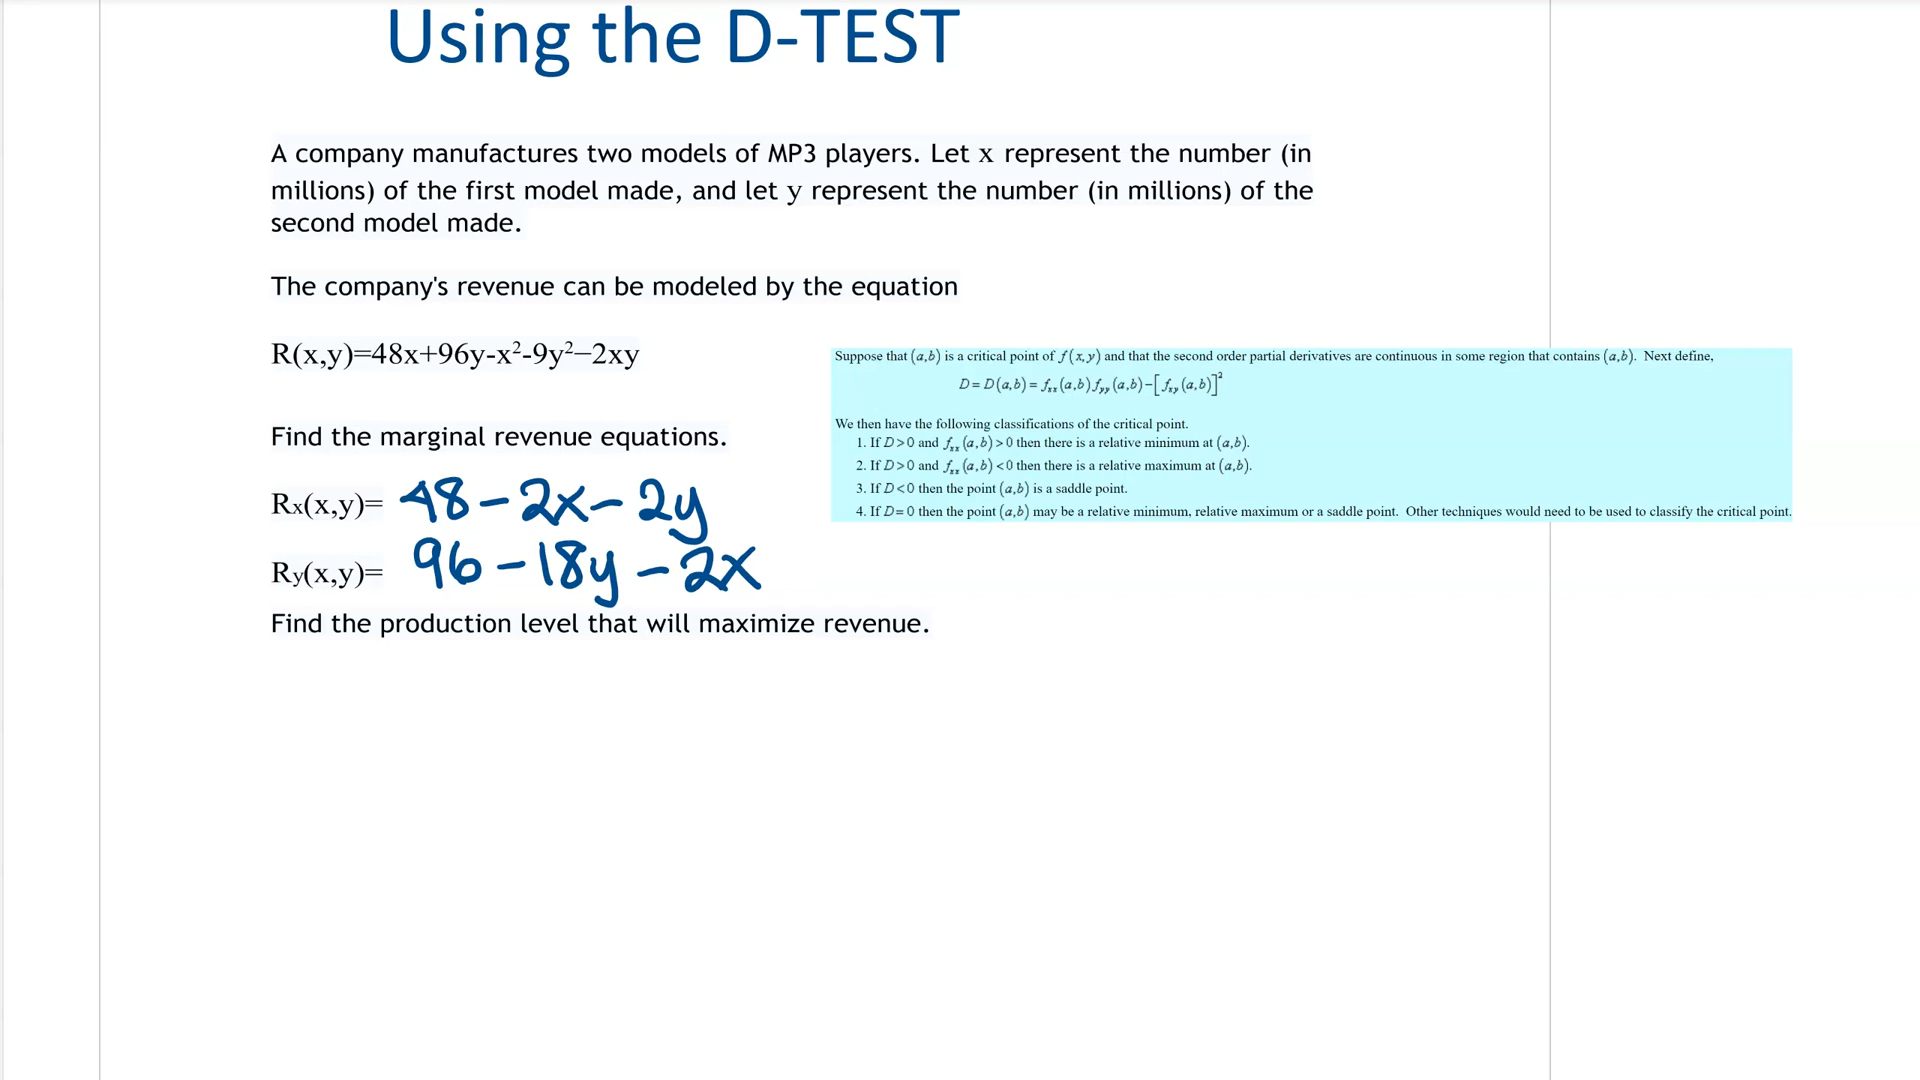 Using the D-TEST
A company manufactures two models of MP3 players. Let x represent the number (in
millions) of the first model made, and let y represent the number (in millions) of the
second model made.
The company's revenue can be modeled by the equation
R(x,y)=48x+96y-x²-9y²−2xy
Suppose that (a,b) is a critical point of f(x,y) and that the second order partial derivatives are continuous in some region that contains (a,b). Next define,
D = D(a,b) = fₓₓ(a,b) f_yy(a,b) − [f_xy(a,b)]²
We then have the following classifications of the critical point.
1. If D > 0 and fₓₓ(a,b) > 0 then there is a relative minimum at (a,b).
2. If D > 0 and fₓₓ(a,b) < 0 then there is a relative maximum at (a,b).
3. If D < 0 then the point (a,b) is a saddle point.
4. If D = 0 then the point (a,b) may be a relative minimum, relative maximum or a saddle point. Other techniques would need to be used to classify the critical point.
Find the marginal revenue equations.
Rx(x,y)= 48 − 2x − 2y
Ry(x,y)= 96 − 18y − 2x
Find the production level that will maximize revenue.